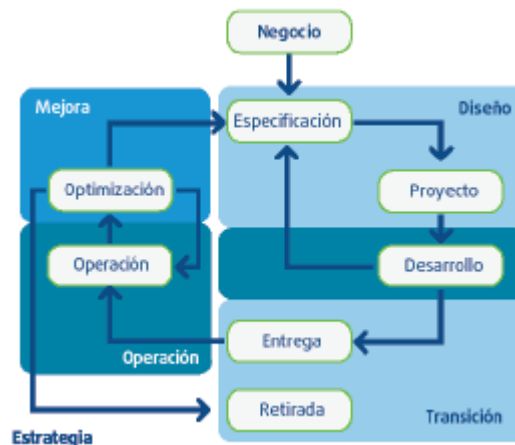 Negocio
Mejora
Diseño
Especificación
Optimización
Proyecto
Operación
Desarrollo
Entrega
Operación
Retirada
Transición
Estrategia